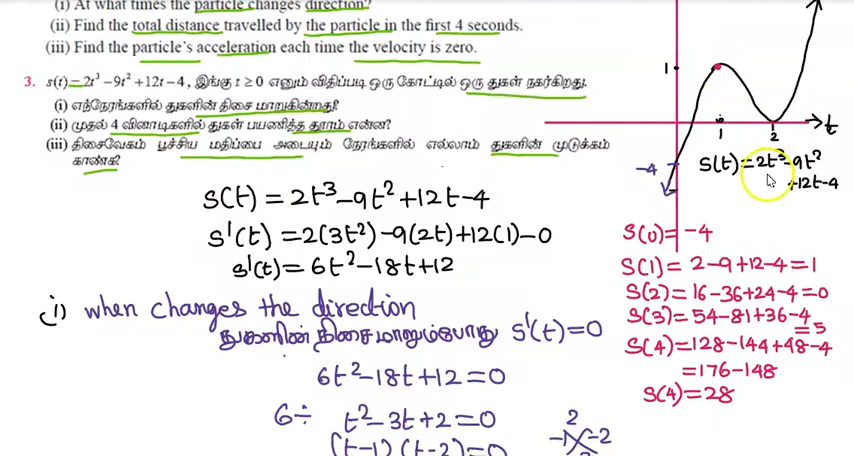 (i) At what times the particle changes direction?
(ii) Find the total distance travelled by the particle in the first 4 seconds.
(iii) Find the particle's acceleration each time the velocity is zero.
3. s(t) = 2t³ −9t² +12t −4, இங்கு t ≥ 0 எனும் விதிப்படி ஒரு கோட்டில் ஒரு துகள் நகர்கிறது.
(i) எந்நேரங்களில் துகளின் திசை மாறுகின்றது?
(ii) முதல் 4 வினாடிகளில் துகள் பயணித்த தூரம் என்ன?
(iii) திசைவேகம் பூச்சிய மதிப்பை அடையும் நேரங்களில் எல்லாம் துகளின் முடுக்கம்
காண்க?
S(t) = 2t³ −9t² +12t −4
s'(t) = 2(3t²) −9(2t) +12(1) −0
s'(t) = 6t² −18t +12
(i) when changes the direction
துகளின் திசைமாறும்போது s'(t) = 0
6t² −18t +12 = 0
6÷ t² −3t +2 = 0
(t−1)(t−2) = 0
2
−1 −2
1
1 2 t
−4
S(t) = 2t³ −9t²
+12t −4
S(0) = −4
S(1) = 2−9+12−4 = 1
S(2) = 16−36+24−4 = 0
S(3) = 54−81+36−4
= 5
S(4) = 128−144+48−4
= 176−148
S(4) = 28